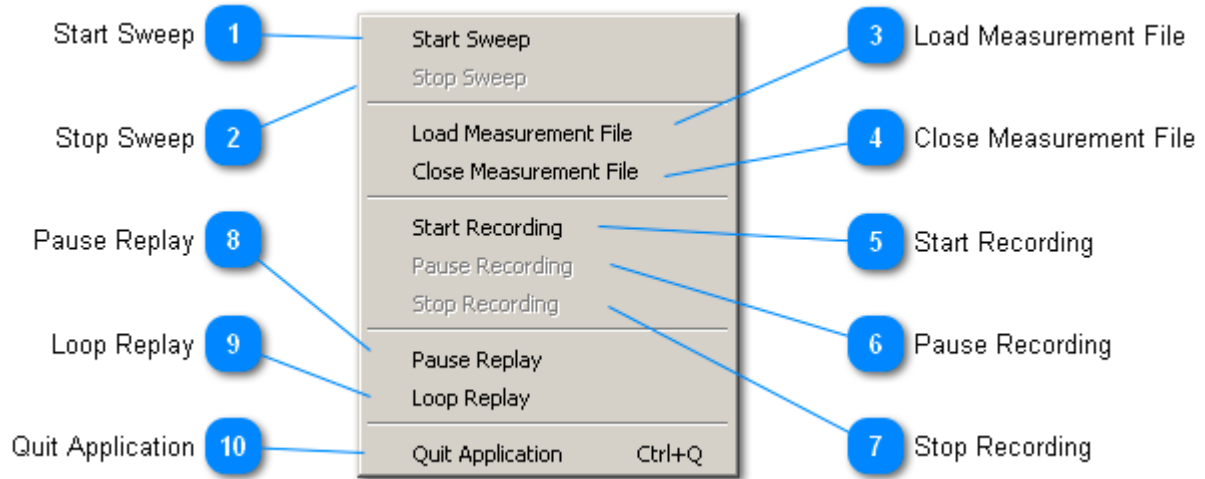 Start Sweep 1
Stop Sweep 2
Pause Replay 8
Loop Replay 9
Quit Application 10
Start Sweep
Stop Sweep
Load Measurement File
Close Measurement File
Start Recording
Pause Recording
Stop Recording
Pause Replay
Loop Replay
Quit Application Ctrl+Q
3 Load Measurement File
4 Close Measurement File
5 Start Recording
6 Pause Recording
7 Stop Recording